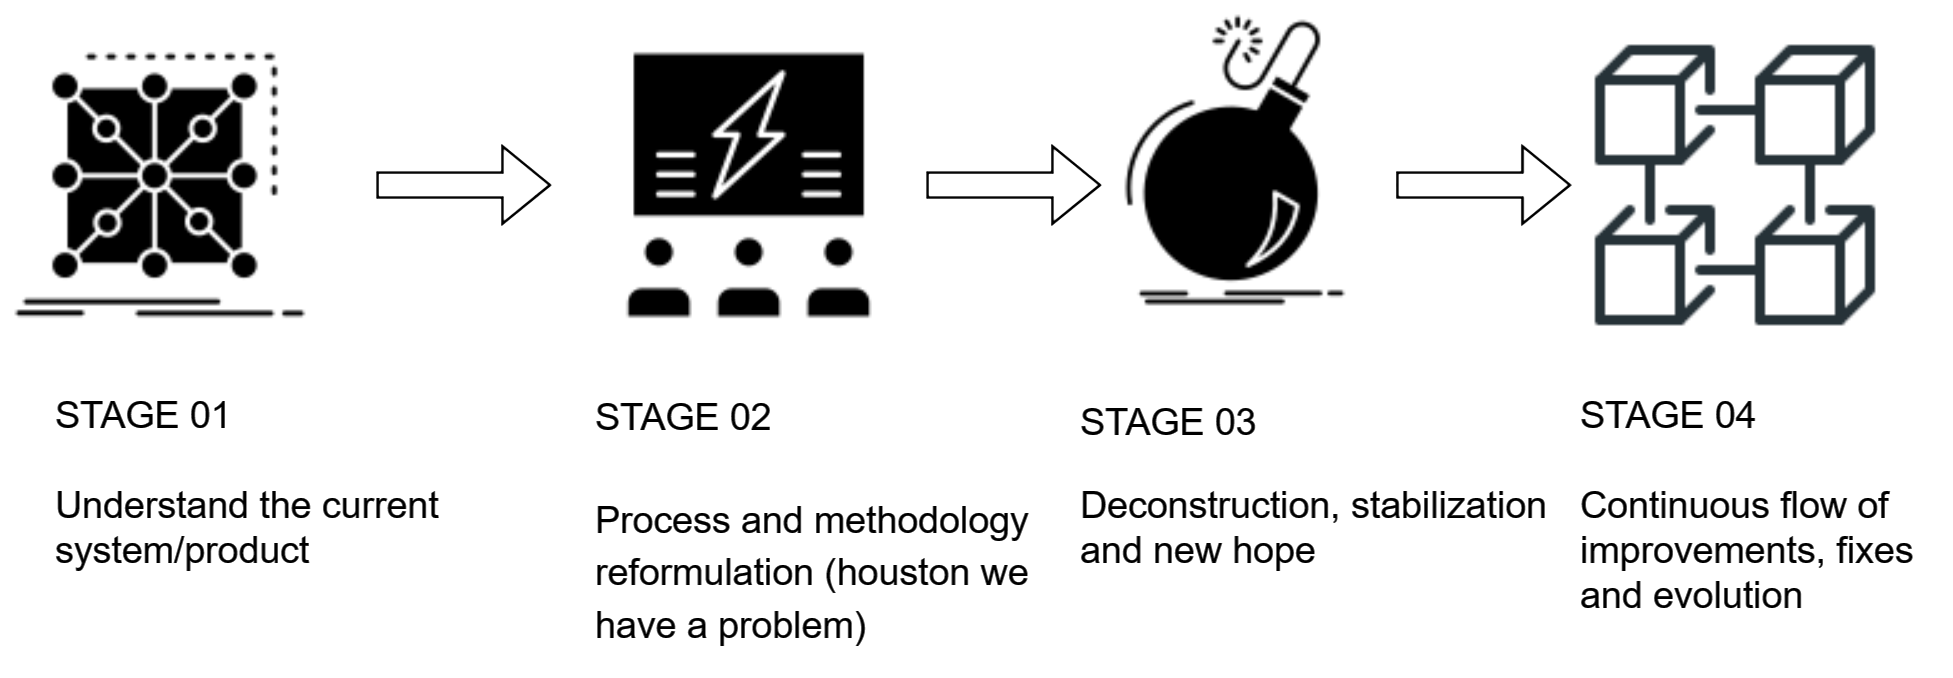 STAGE 01
Understand the current
system/product
STAGE 02
Process and methodology
reformulation (houston we
have a problem)
STAGE 03
Deconstruction, stabilization
and new hope
STAGE 04
Continuous flow of
improvements, fixes
and evolution